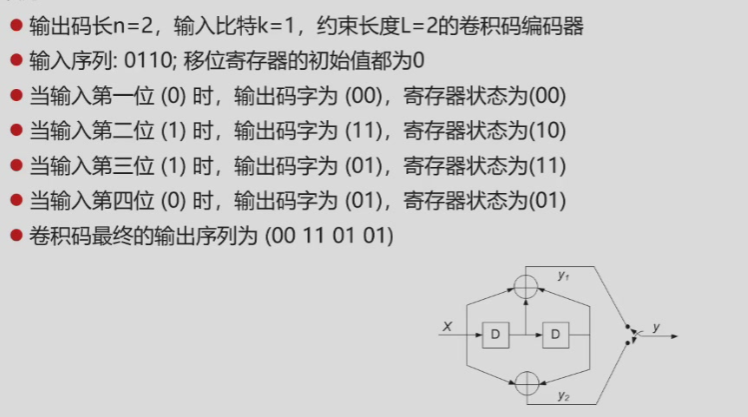 ● 输出码长n=2，输入比特k=1，约束长度L=2的卷积码编码器
● 输入序列: 0110; 移位寄存器的初始值都为0
● 当输入第一位 (0) 时，输出码字为 (00)，寄存器状态为(00)
● 当输入第二位 (1) 时，输出码字为 (11)，寄存器状态为(10)
● 当输入第三位 (1) 时，输出码字为 (01)，寄存器状态为(11)
● 当输入第四位 (0) 时，输出码字为 (01)，寄存器状态为(01)
● 卷积码最终的输出序列为 (00 11 01 01)
y₁
X
D
D
y
y₂